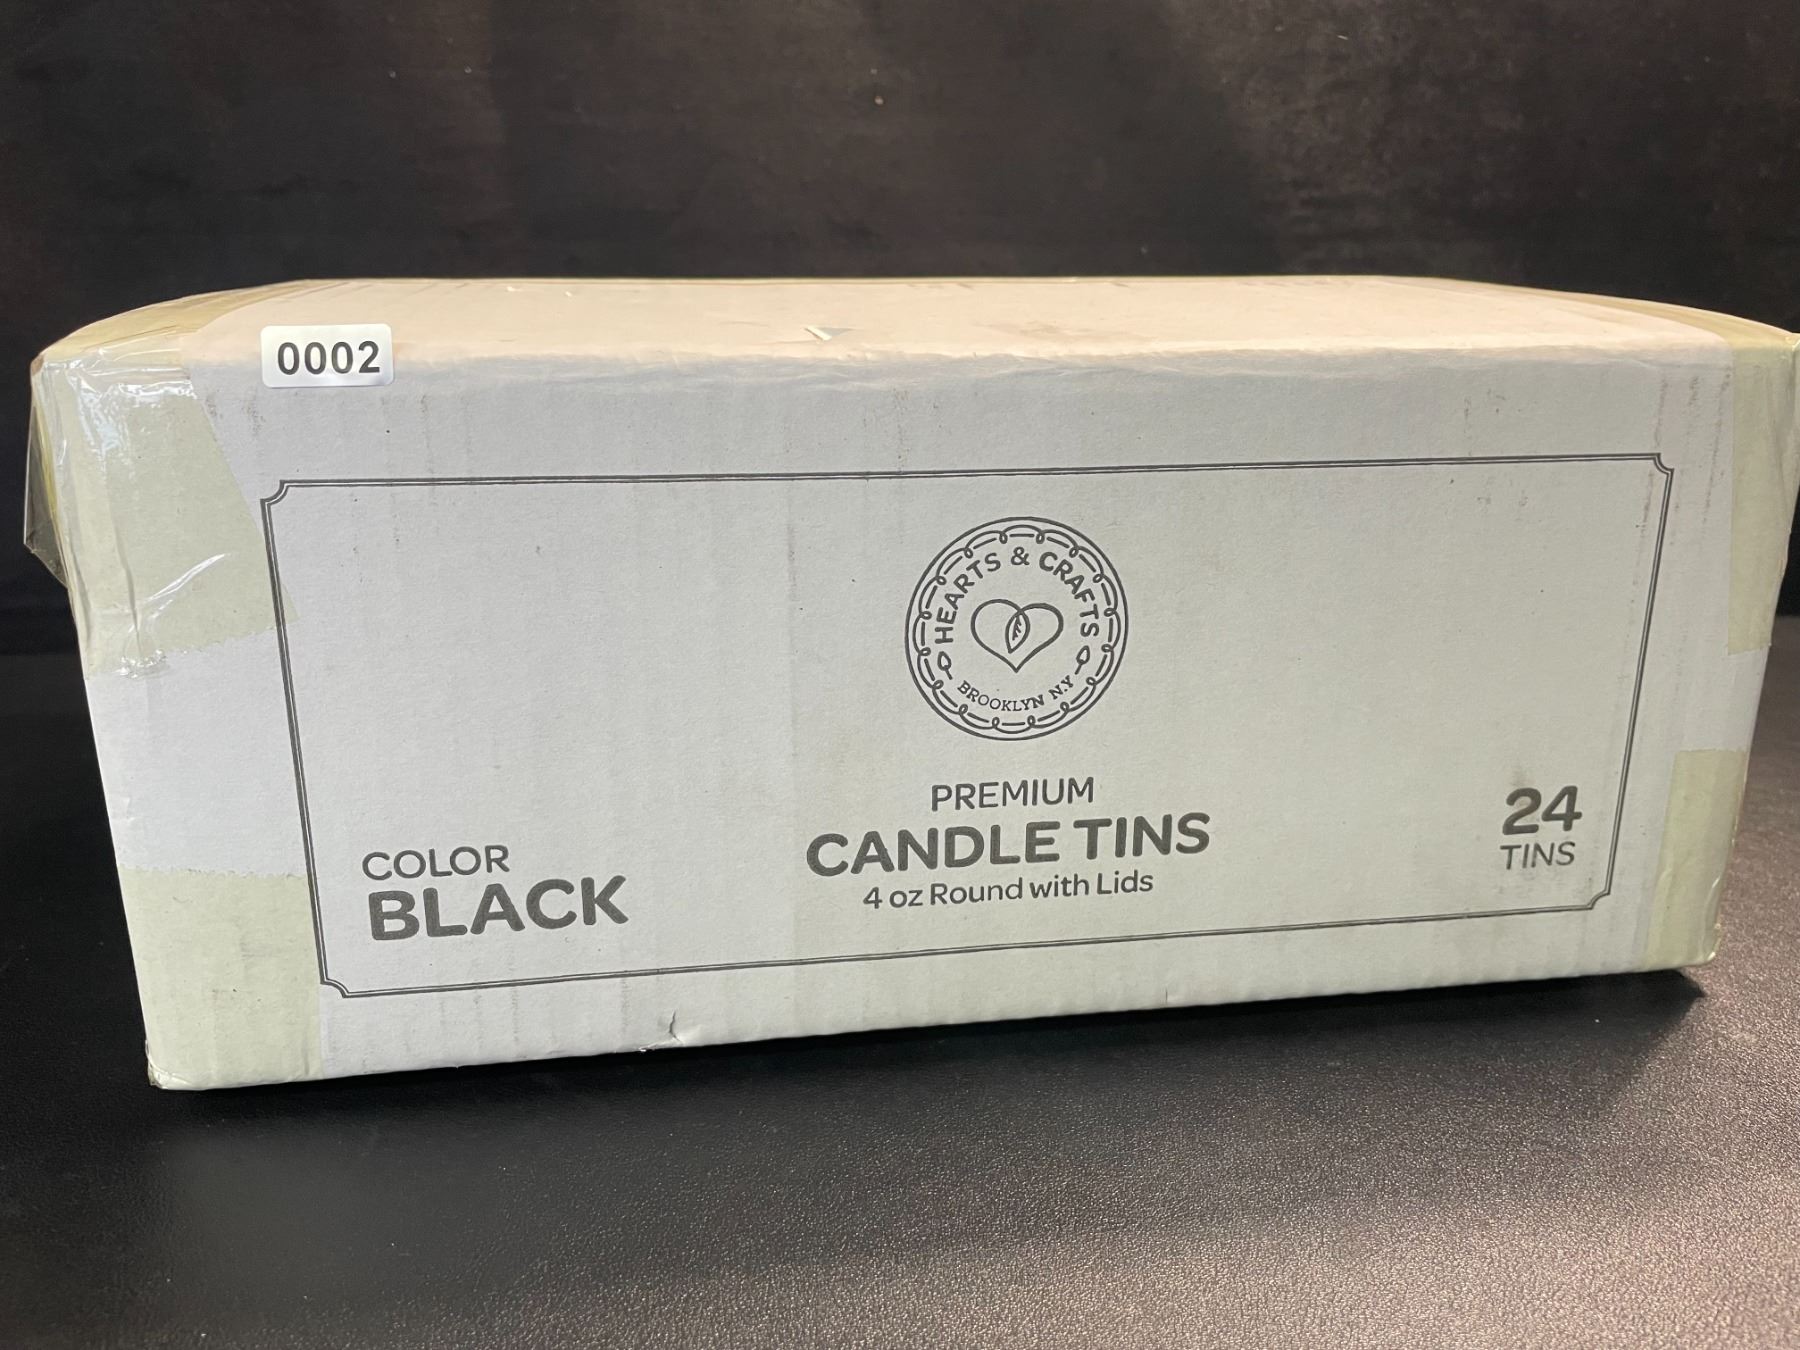 0002
HEARTS & CRAFTS
BROOKLYN N.Y
PREMIUM
CANDLE TINS
4 oz Round with Lids
COLOR
BLACK
24
TINS